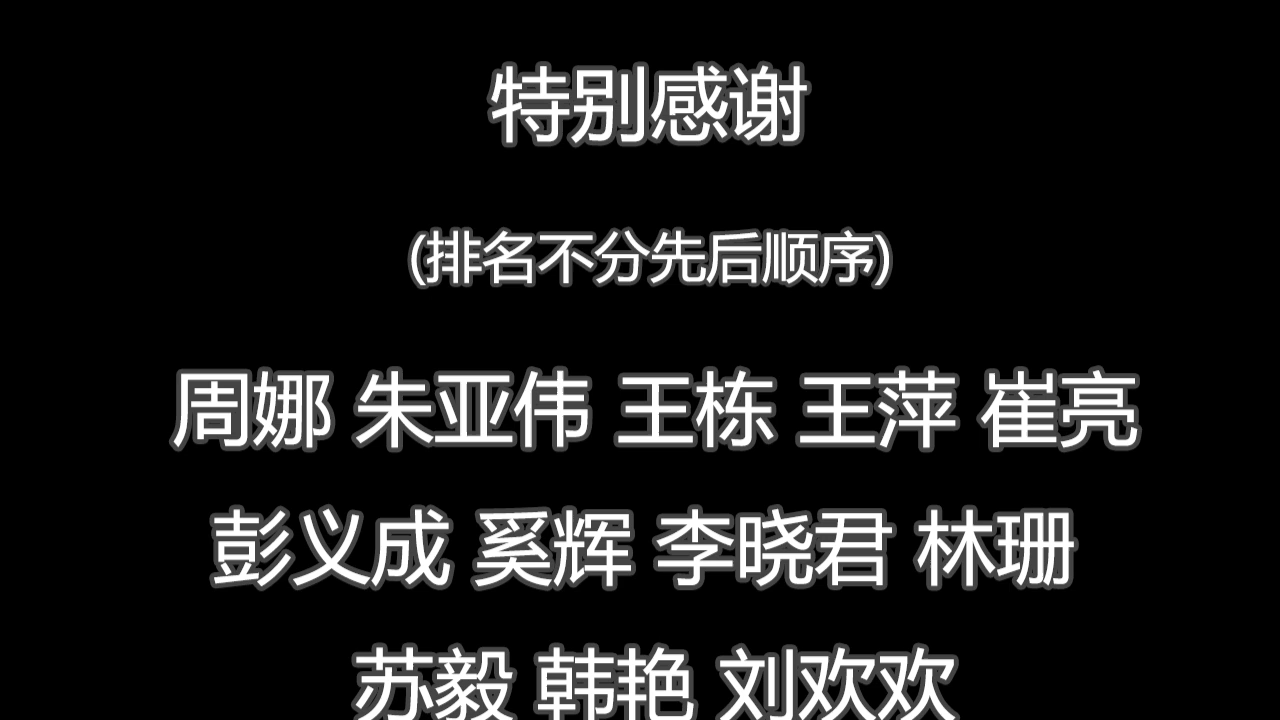 特别感谢
(排名不分先后顺序)
周娜 朱亚伟 王栋 王萍 崔亮
彭义成 奚辉 李晓君 林珊
苏毅 韩艳 刘欢欢